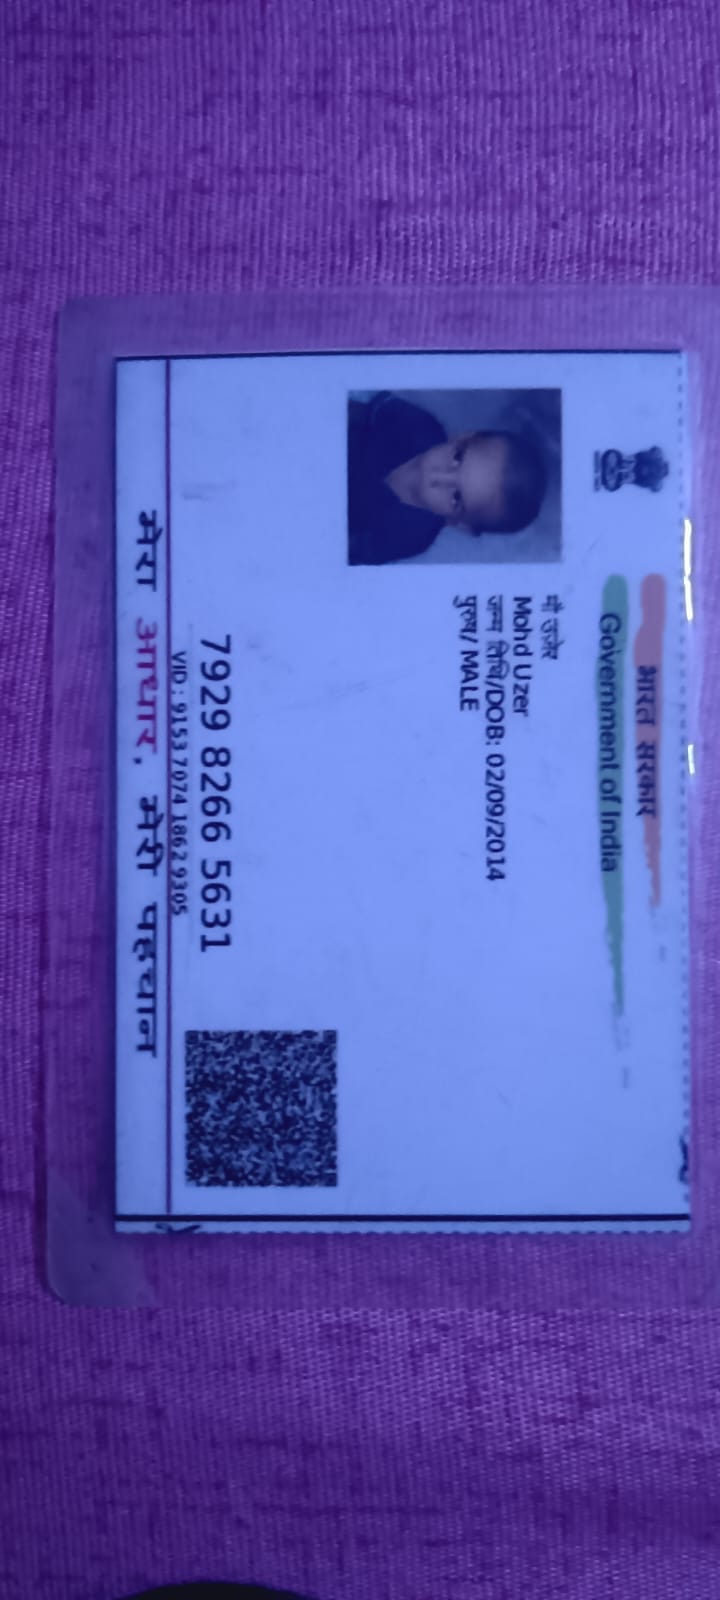 भारत सरकार
Government of India
मौ उजेर
Mohd Uzer
जन्म तिथि/DOB: 02/09/2014
पुरुष/ MALE
7929 8266 5631
VID : 9153 7074 1862 9305
मेरा आधार, मेरी पहचान